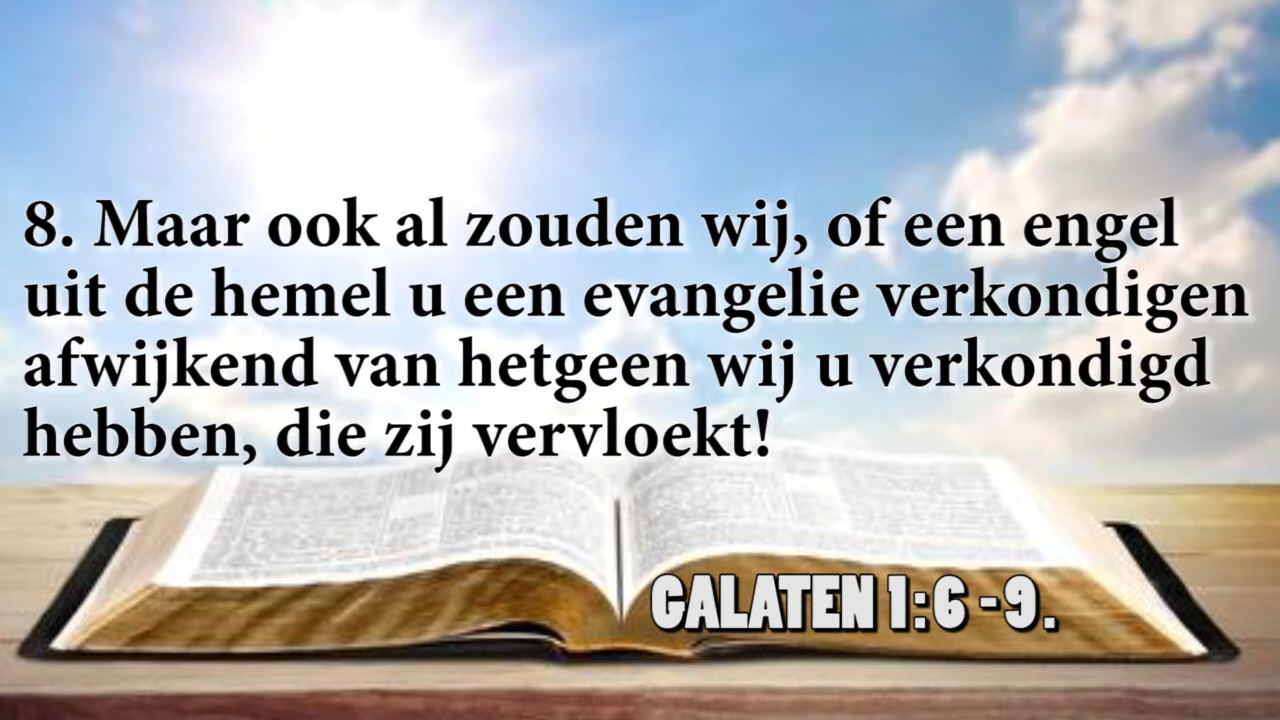 8. Maar ook al zouden wij, of een engel
uit de hemel u een evangelie verkondigen
afwijkend van hetgeen wij u verkondigd
hebben, die zij vervloekt!
GALATEN 1:6 -9.